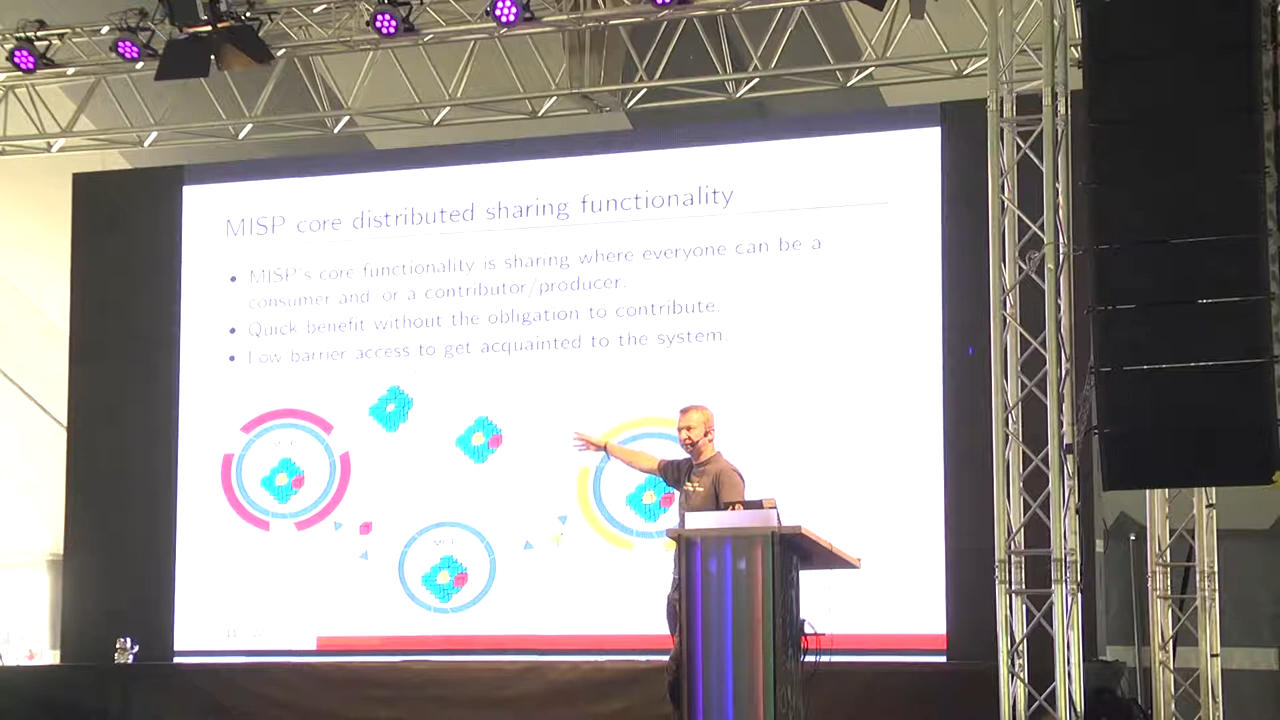 MISP core distributed sharing functionality
• MISP's core functionality is sharing where everyone can be a
consumer and/or a contributor/producer.
• Quick benefit without the obligation to contribute.
• Low barrier access to get acquainted to the system.